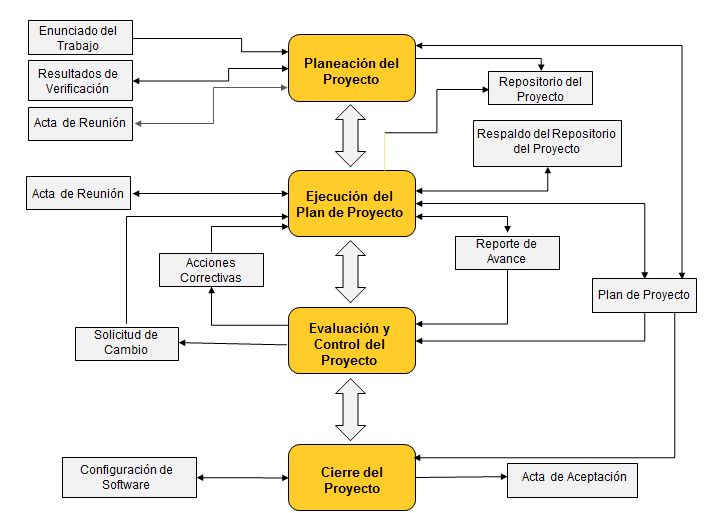 Enunciado del
Trabajo
Planeación del
Proyecto
Resultados de
Verificación
Repositorio del
Proyecto
Acta de Reunión
Respaldo del Repositorio
del Proyecto
Acta de Reunión
Ejecución del
Plan de Proyecto
Acciones
Correctivas
Reporte de
Avance
Plan de Proyecto
Solicitud de
Cambio
Evaluación y
Control del
Proyecto
Configuración de
Software
Cierre del
Proyecto
Acta de Aceptación